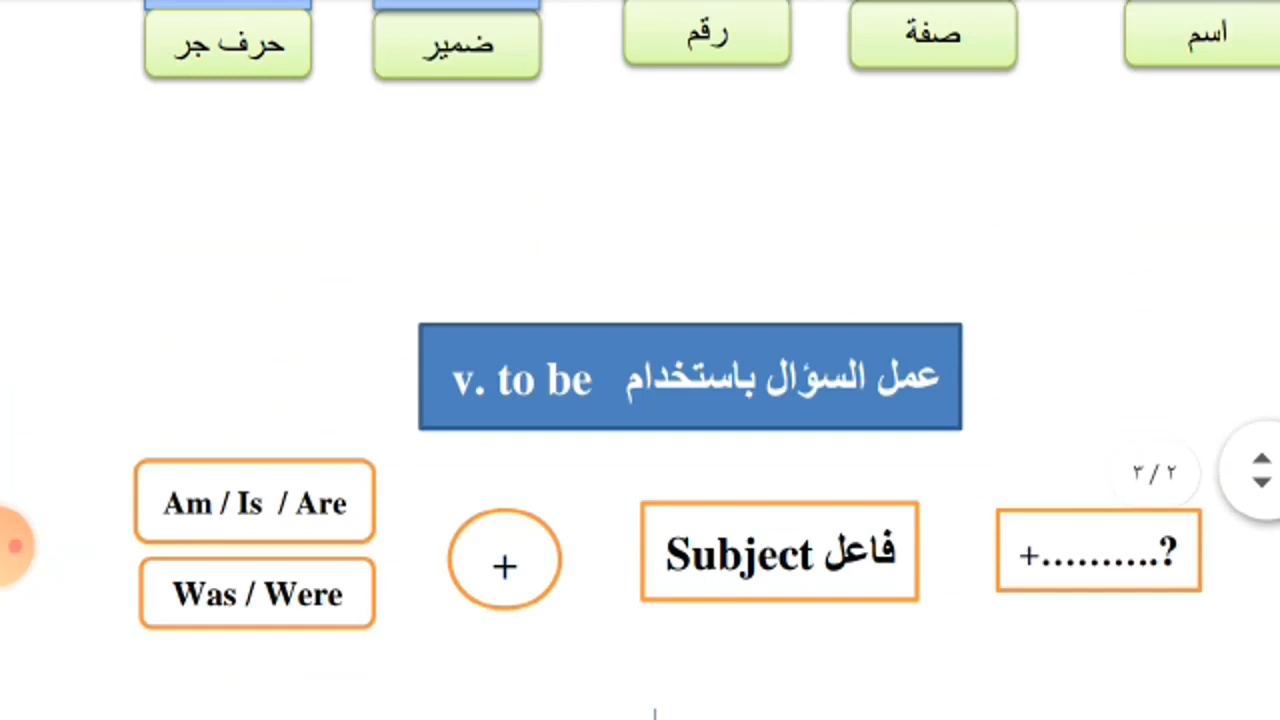 اسم
صفة
رقم
ضمير
حرف جر
عمل السؤال باستخدام v. to be
Am / Is / Are
Was / Were
+
Subject فاعل
+..........?
٣ / ٢